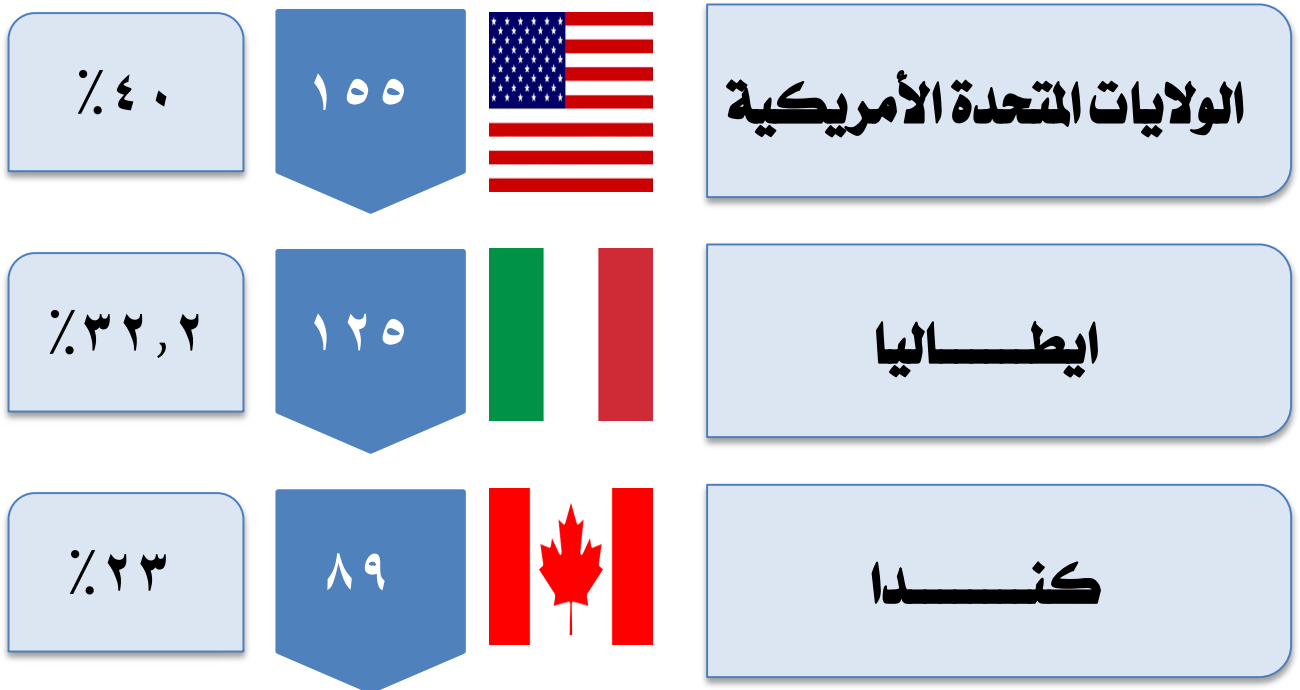 الولايات المتحدة الأمريكية
١٥٥
٤٠٪
ايطـــــاليا
١٢٥
٣٢,٢٪
كنـــــدا
٨٩
٢٣٪